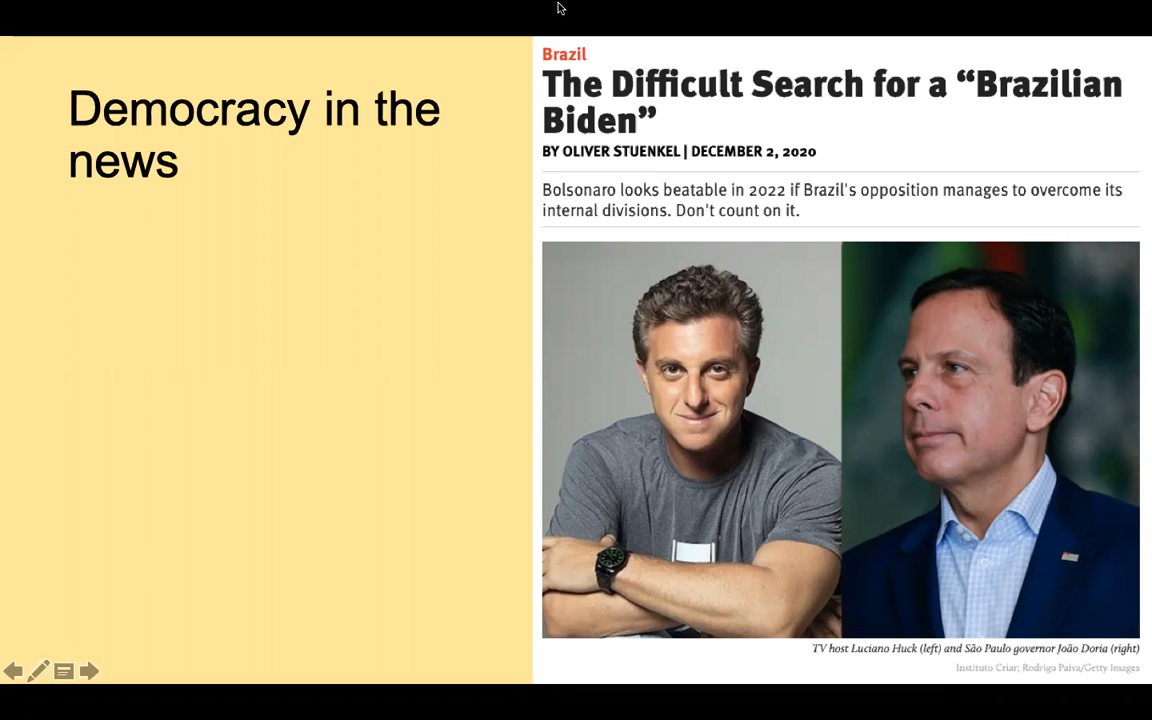 Democracy in the
news
Brazil
The Difficult Search for a “Brazilian
Biden”
BY OLIVER STUENKEL | DECEMBER 2, 2020
Bolsonaro looks beatable in 2022 if Brazil's opposition manages to overcome its
internal divisions. Don't count on it.
TV host Luciano Huck (left) and São Paulo governor João Doria (right)
Instituto Criar; Rodrigo Paiva/Getty Images